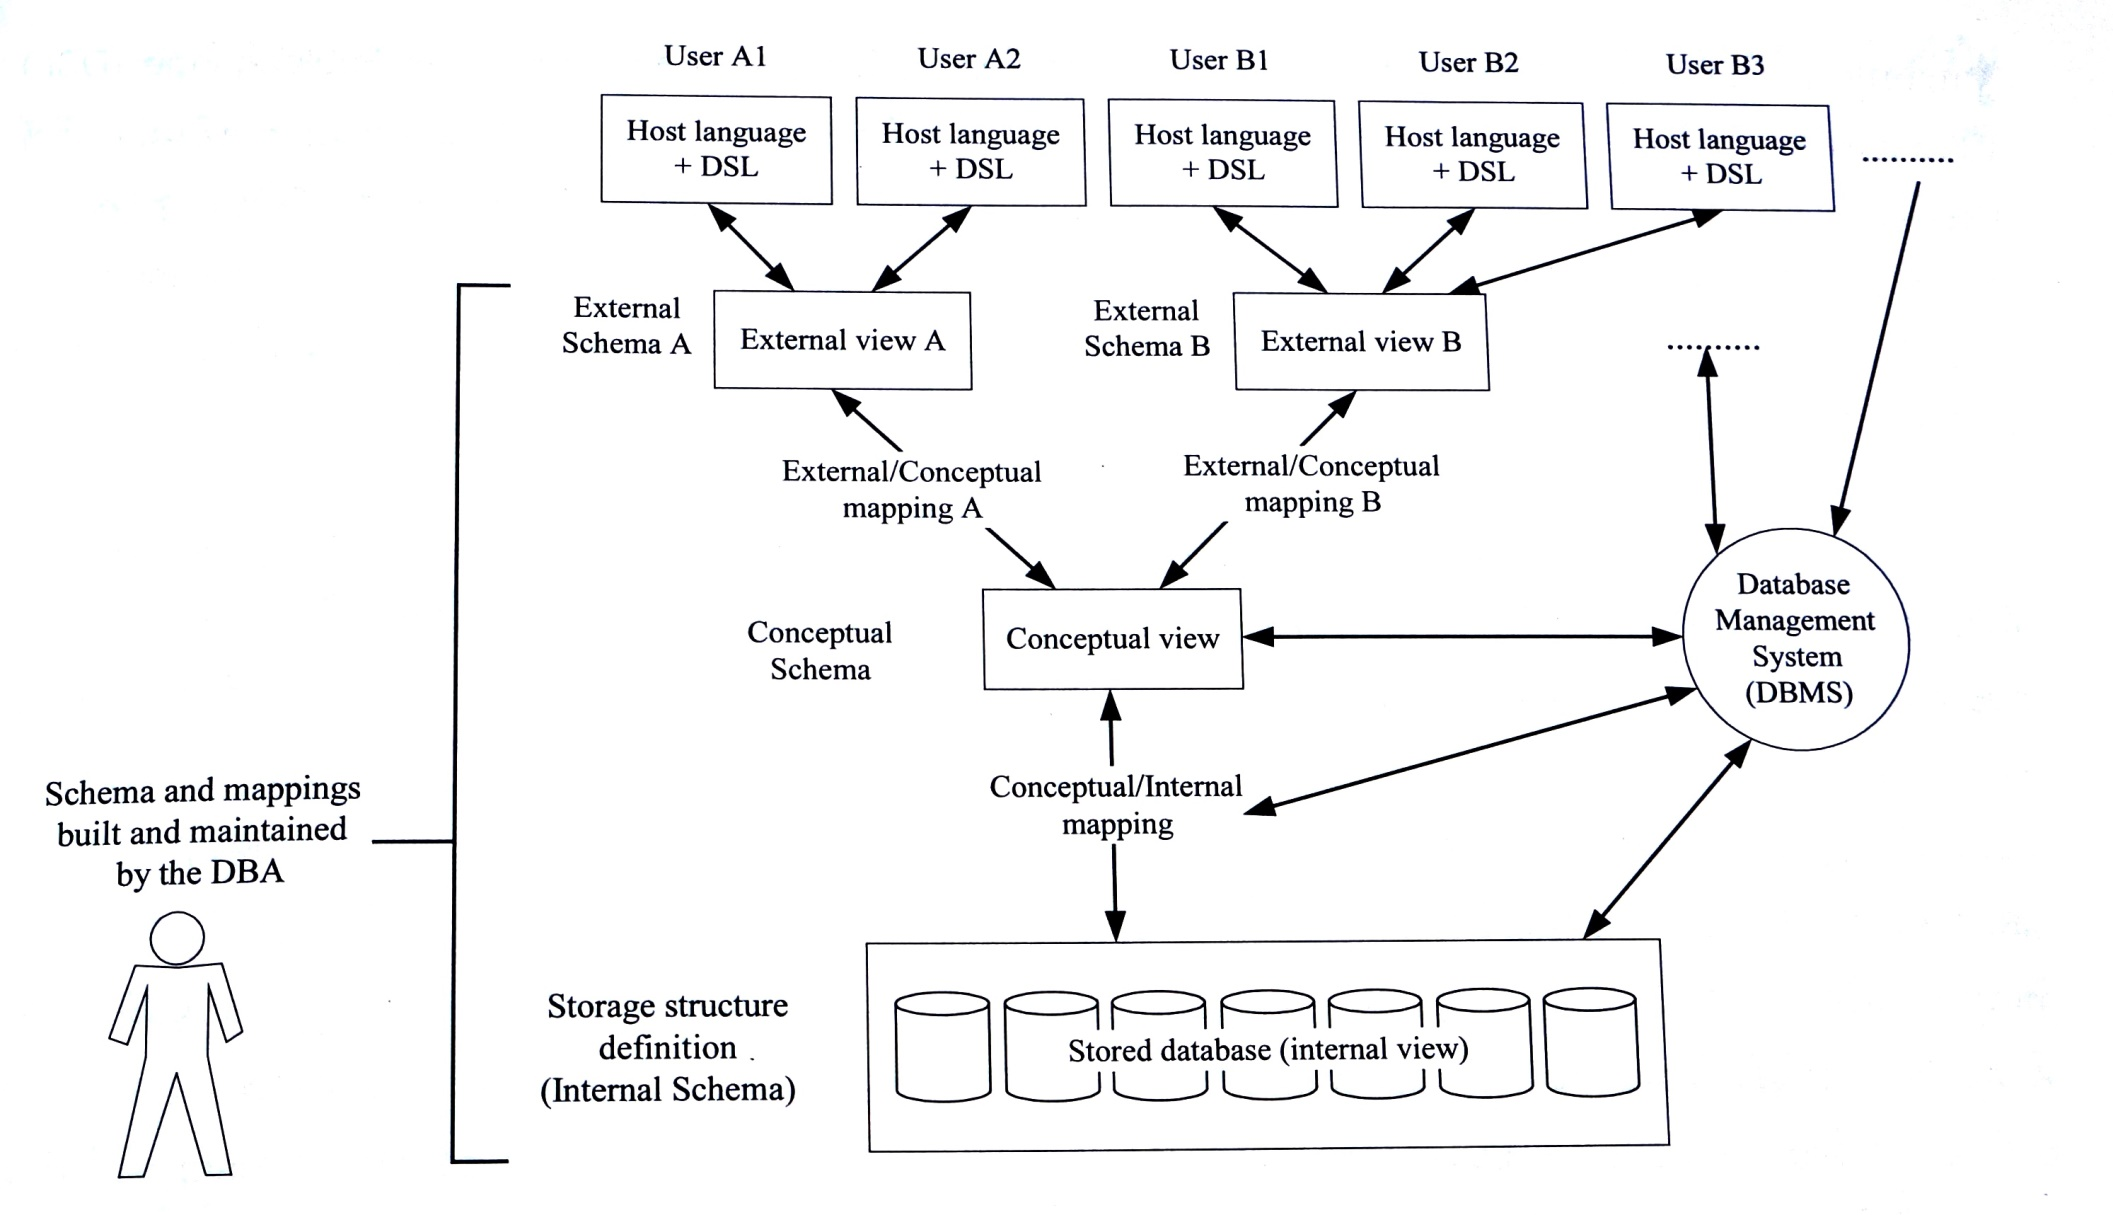 User A1
User A2
User B1
User B2
User B3
Host language
+ DSL
Host language
+ DSL
Host language
+ DSL
Host language
+ DSL
Host language
+ DSL
..........
External
Schema A
External view A
External
Schema B
External view B
..........
External/Conceptual
mapping A
External/Conceptual
mapping B
Conceptual
Schema
Conceptual view
Database
Management
System
(DBMS)
Conceptual/Internal
mapping
Schema and mappings
built and maintained
by the DBA
Storage structure
definition
(Internal Schema)
Stored database (internal view)